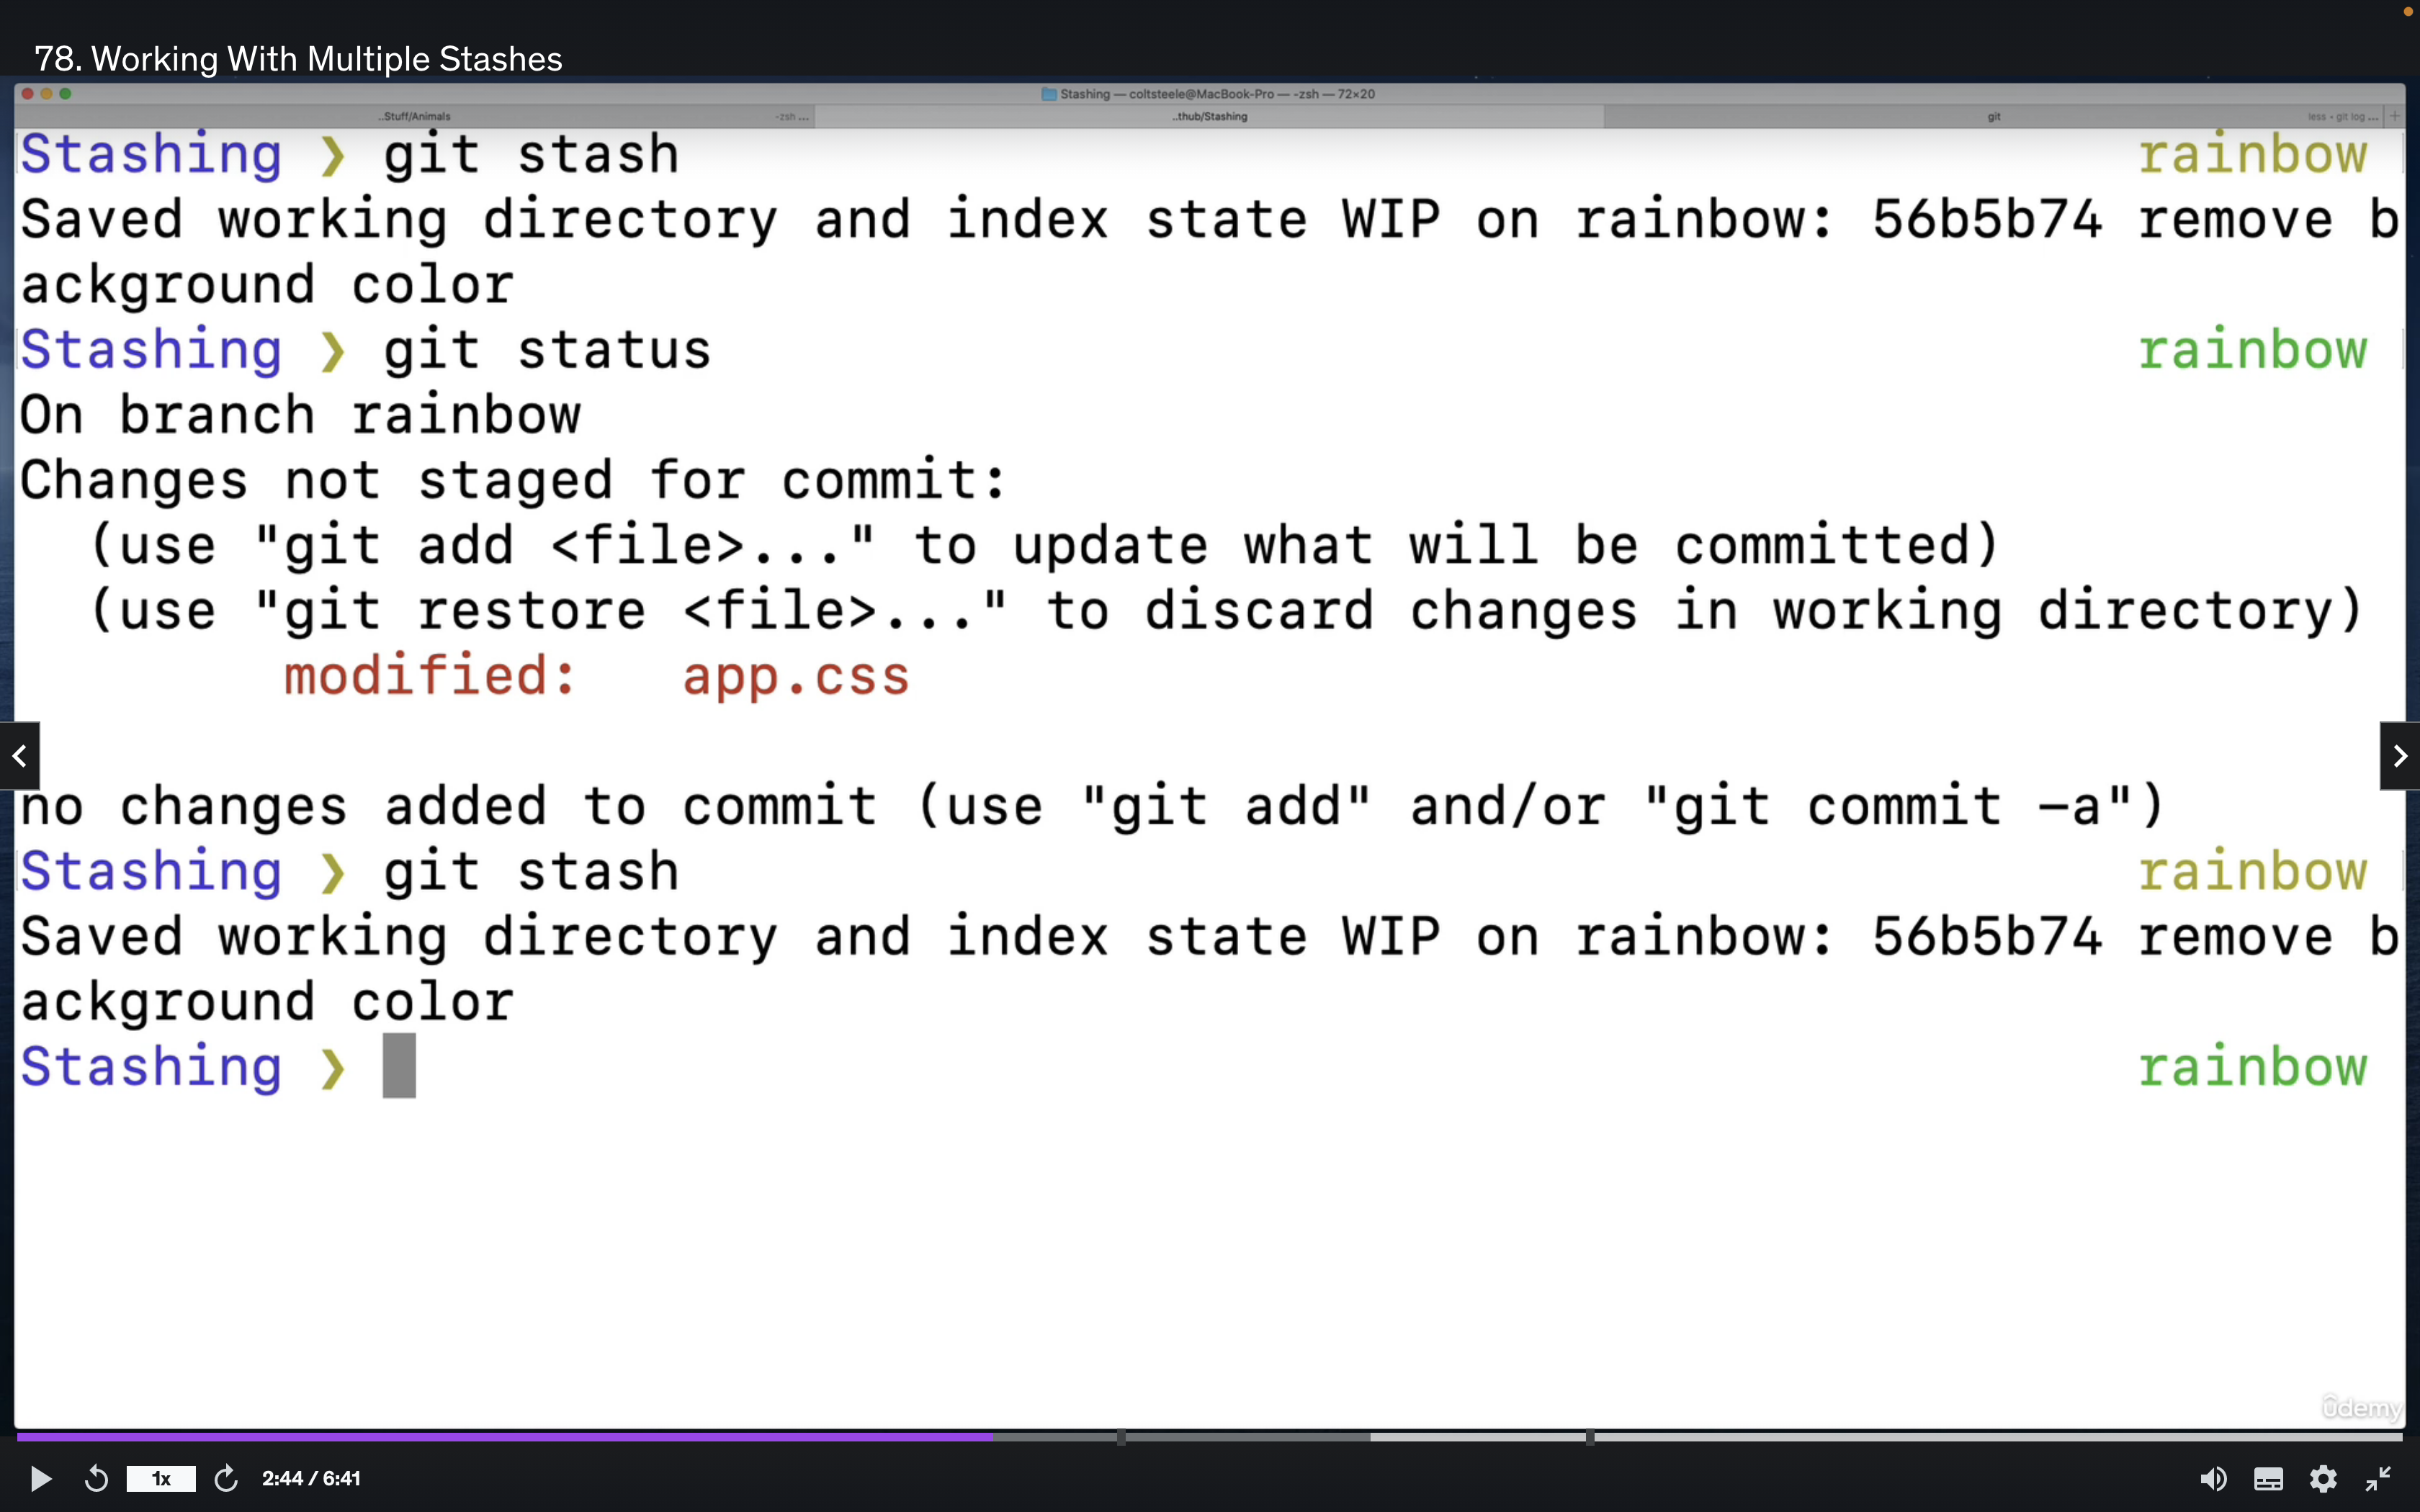 78. Working With Multiple Stashes
Stashing — coltsteele@MacBook-Pro — -zsh — 72×20
..Stuff/Animals -zsh ... ..thub/Stashing git less ◂ git log ... +
Stashing ❯ git stash rainbow
Saved working directory and index state WIP on rainbow: 56b5b74 remove b
ackground color
Stashing ❯ git status rainbow
On branch rainbow
Changes not staged for commit:
(use "git add <file>..." to update what will be committed)
(use "git restore <file>..." to discard changes in working directory)
modified: app.css
no changes added to commit (use "git add" and/or "git commit -a")
Stashing ❯ git stash rainbow
Saved working directory and index state WIP on rainbow: 56b5b74 remove b
ackground color
Stashing ❯ rainbow
ûdemy
1x 2:44 / 6:41